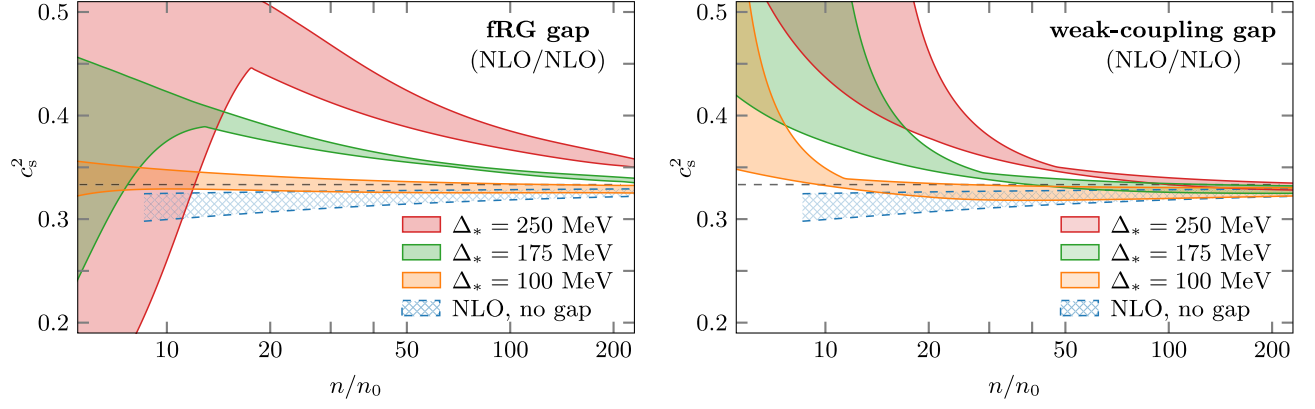 fRG gap
(NLO/NLO)
c_s^2
0.5
0.4
0.3
0.2
Δ_* = 250 MeV
Δ_* = 175 MeV
Δ_* = 100 MeV
NLO, no gap
10 20 50 100 200
n/n_0
weak-coupling gap
(NLO/NLO)
c_s^2
0.5
0.4
0.3
0.2
Δ_* = 250 MeV
Δ_* = 175 MeV
Δ_* = 100 MeV
NLO, no gap
10 20 50 100 200
n/n_0